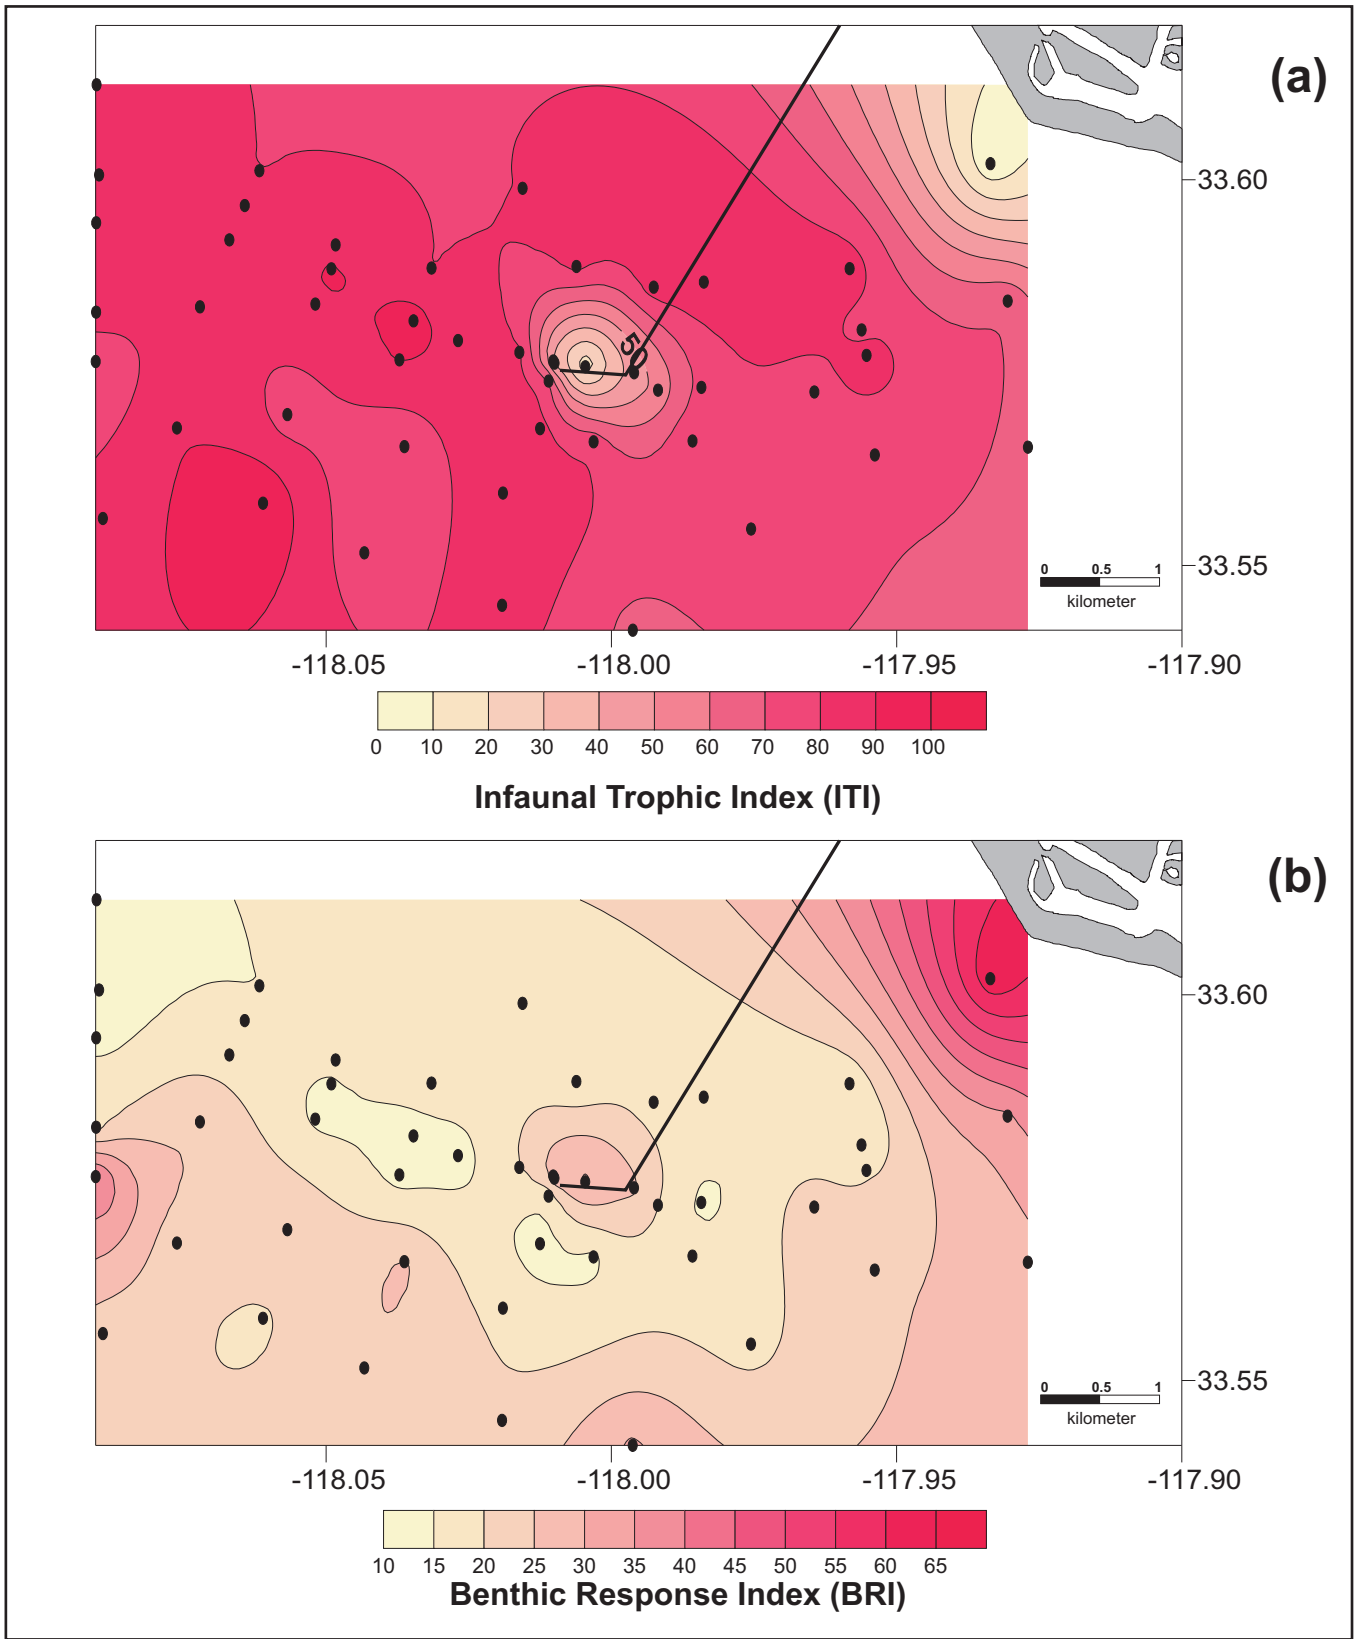 (a)
33.60
50
33.55
0 0.5 1
kilometer
-118.05 -118.00 -117.95 -117.90
0 10 20 30 40 50 60 70 80 90 100
Infaunal Trophic Index (ITI)
(b)
33.60
33.55
0 0.5 1
kilometer
-118.05 -118.00 -117.95 -117.90
10 15 20 25 30 35 40 45 50 55 60 65
Benthic Response Index (BRI)